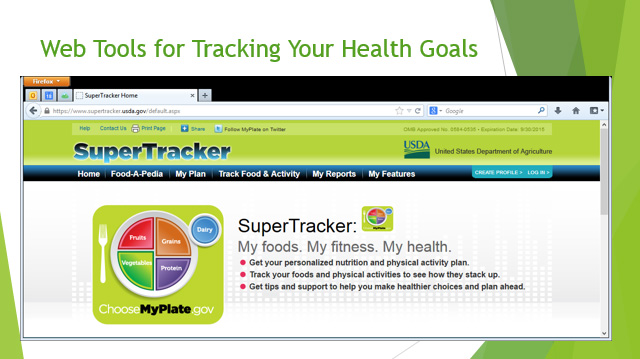 Web Tools for Tracking Your Health Goals
Firefox
SuperTracker Home
https://www.supertracker.usda.gov/default.aspx
Google
Help Contact Us Print Page Share Follow MyPlate on Twitter
OMB Approved No. 0584-0535 - Expiration Date: 9/30/2015
SuperTracker
USDA United States Department of Agriculture
Home Food-A-Pedia My Plan Track Food & Activity My Reports My Features
CREATE PROFILE > LOG IN >
Fruits
Grains
Dairy
Vegetables
Protein
ChooseMyPlate.gov
SuperTracker:
My foods. My fitness. My health.
Get your personalized nutrition and physical activity plan.
Track your foods and physical activities to see how they stack up.
Get tips and support to help you make healthier choices and plan ahead.